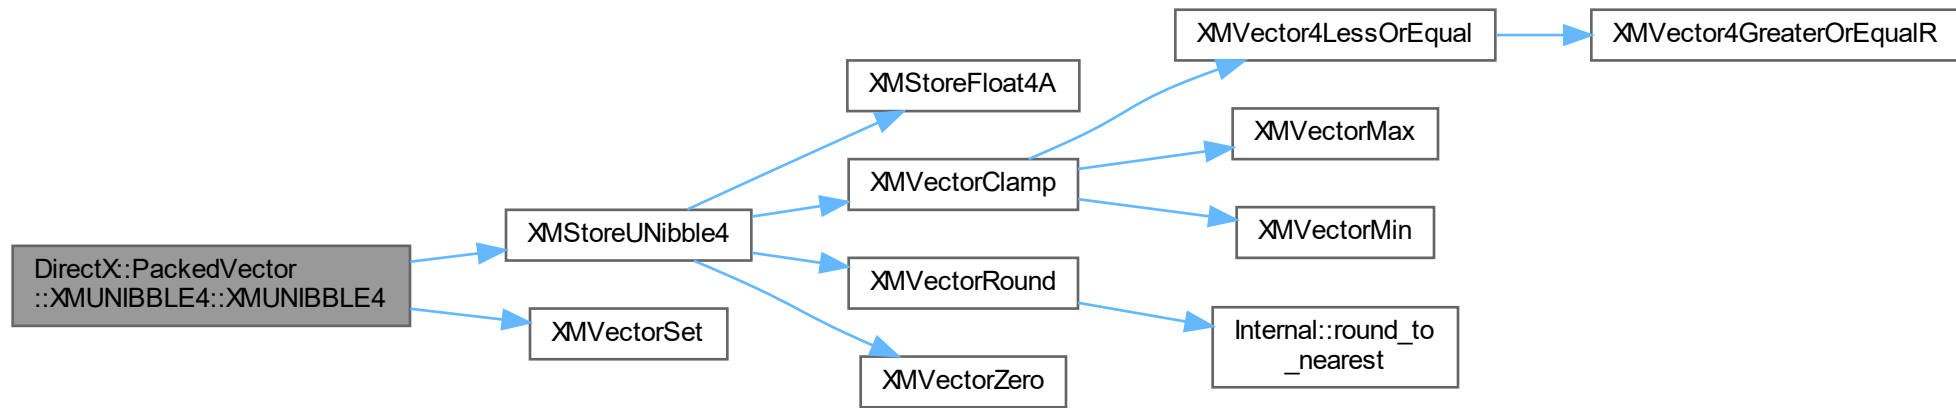 DirectX::PackedVector
::XMUNIBBLE4::XMUNIBBLE4
XMStoreUNibble4
XMVectorSet
XMStoreFloat4A
XMVectorClamp
XMVectorRound
XMVectorZero
XMVector4LessOrEqual
XMVectorMax
XMVectorMin
Internal::round_to
_nearest
XMVector4GreaterOrEqualR